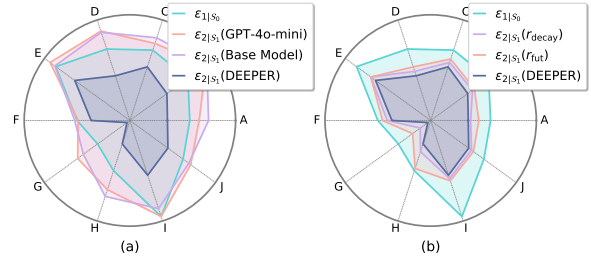 D
C
E
F
G
H
I
J
A
ε1|S0
ε2|S1(GPT-4o-mini)
ε2|S1(Base Model)
ε2|S1(DEEPER)
(a)
D
C
E
F
G
H
I
J
A
ε1|S0
ε2|S1(rdecay)
ε2|S1(rfut)
ε2|S1(DEEPER)
(b)